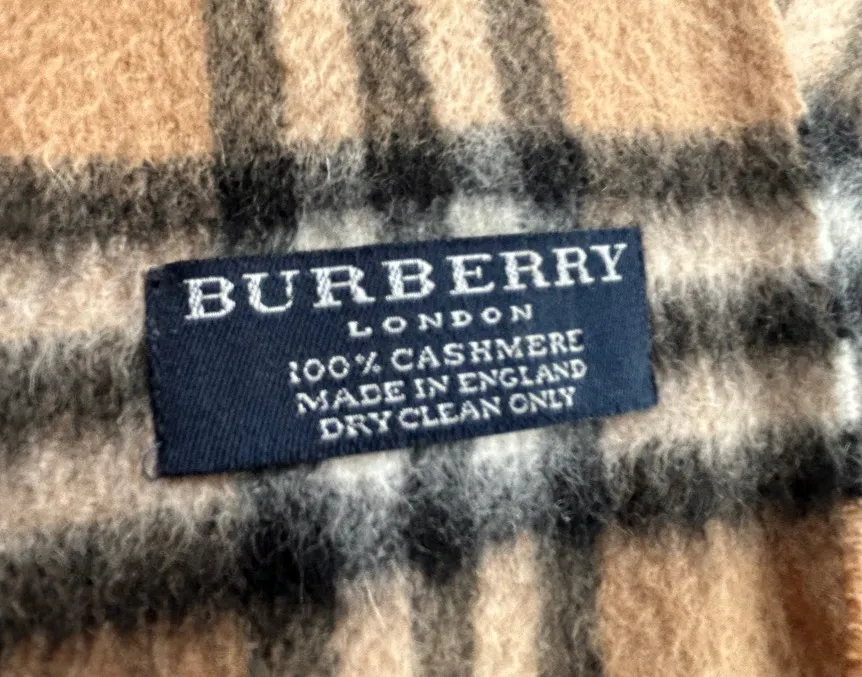 BURBERRY
LONDON
100% CASHMERE
MADE IN ENGLAND
DRY CLEAN ONLY